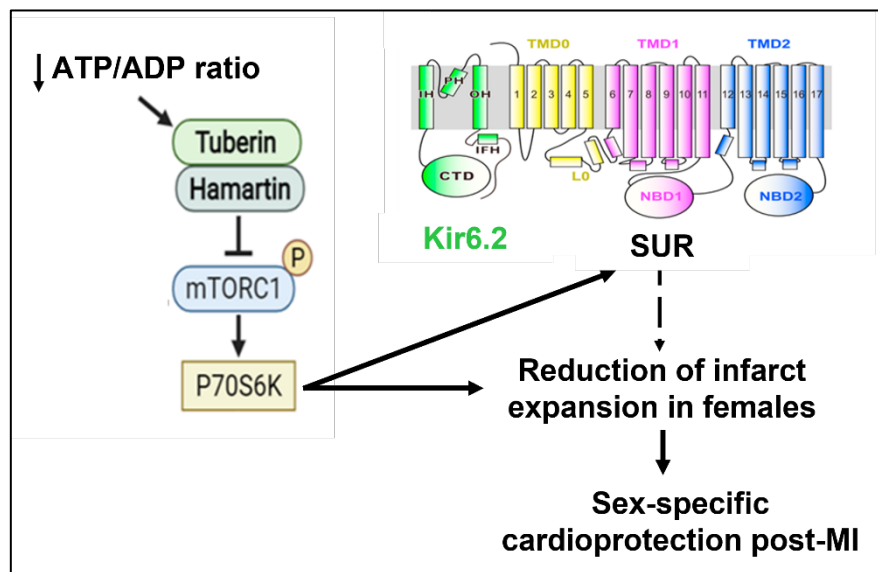 ↓ ATP/ADP ratio
Tuberin
Hamartin
P
mTORC1
P70S6K
TMD0 TMD1 TMD2
IH PH OH 1 2 3 4 5 6 7 8 9 10 11 12 13 14 15 16 17
IFH
CTD
L0
NBD1 NBD2
Kir6.2
SUR
Reduction of infarct
expansion in females
Sex-specific
cardioprotection post-MI